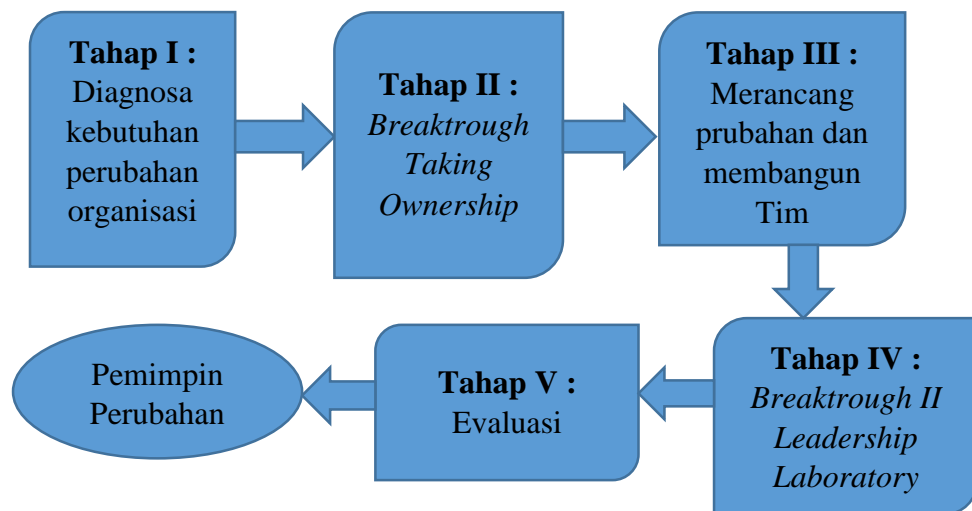 Tahap I :
Diagnosa
kebutuhan
perubahan
organisasi
Tahap II :
Breaktrough
Taking
Ownership
Tahap III :
Merancang
prubahan dan
membangun
Tim
Tahap IV :
Breaktrough II
Leadership
Laboratory
Tahap V :
Evaluasi
Pemimpin
Perubahan